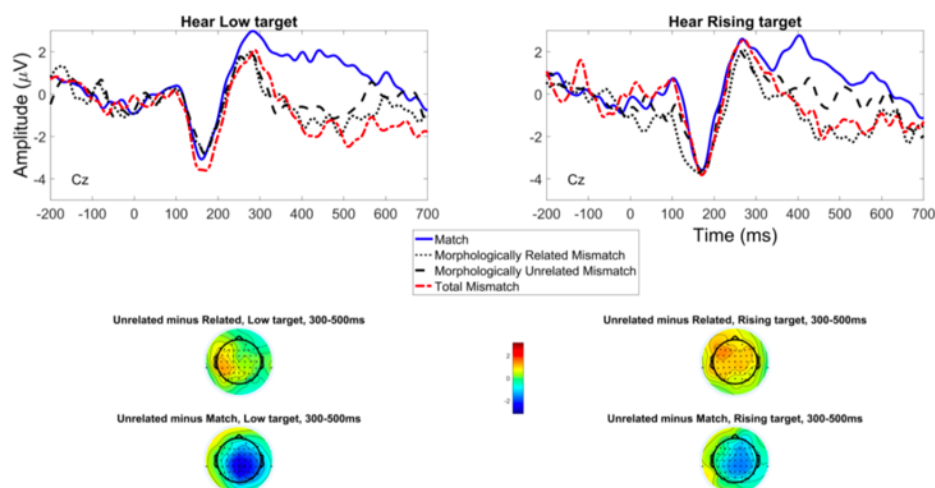 Hear Low target
Hear Rising target
Amplitude (μV)
2
0
-2
-4
Cz
-200 -100 0 100 200 300 400 500 600 700
2
0
-2
-4
Cz
-200 -100 0 100 200 300 400 500 600 700
Time (ms)
Match
Morphologically Related Mismatch
Morphologically Unrelated Mismatch
Total Mismatch
Unrelated minus Related, Low target, 300-500ms
Unrelated minus Related, Rising target, 300-500ms
2
0
-2
Unrelated minus Match, Low target, 300-500ms
Unrelated minus Match, Rising target, 300-500ms